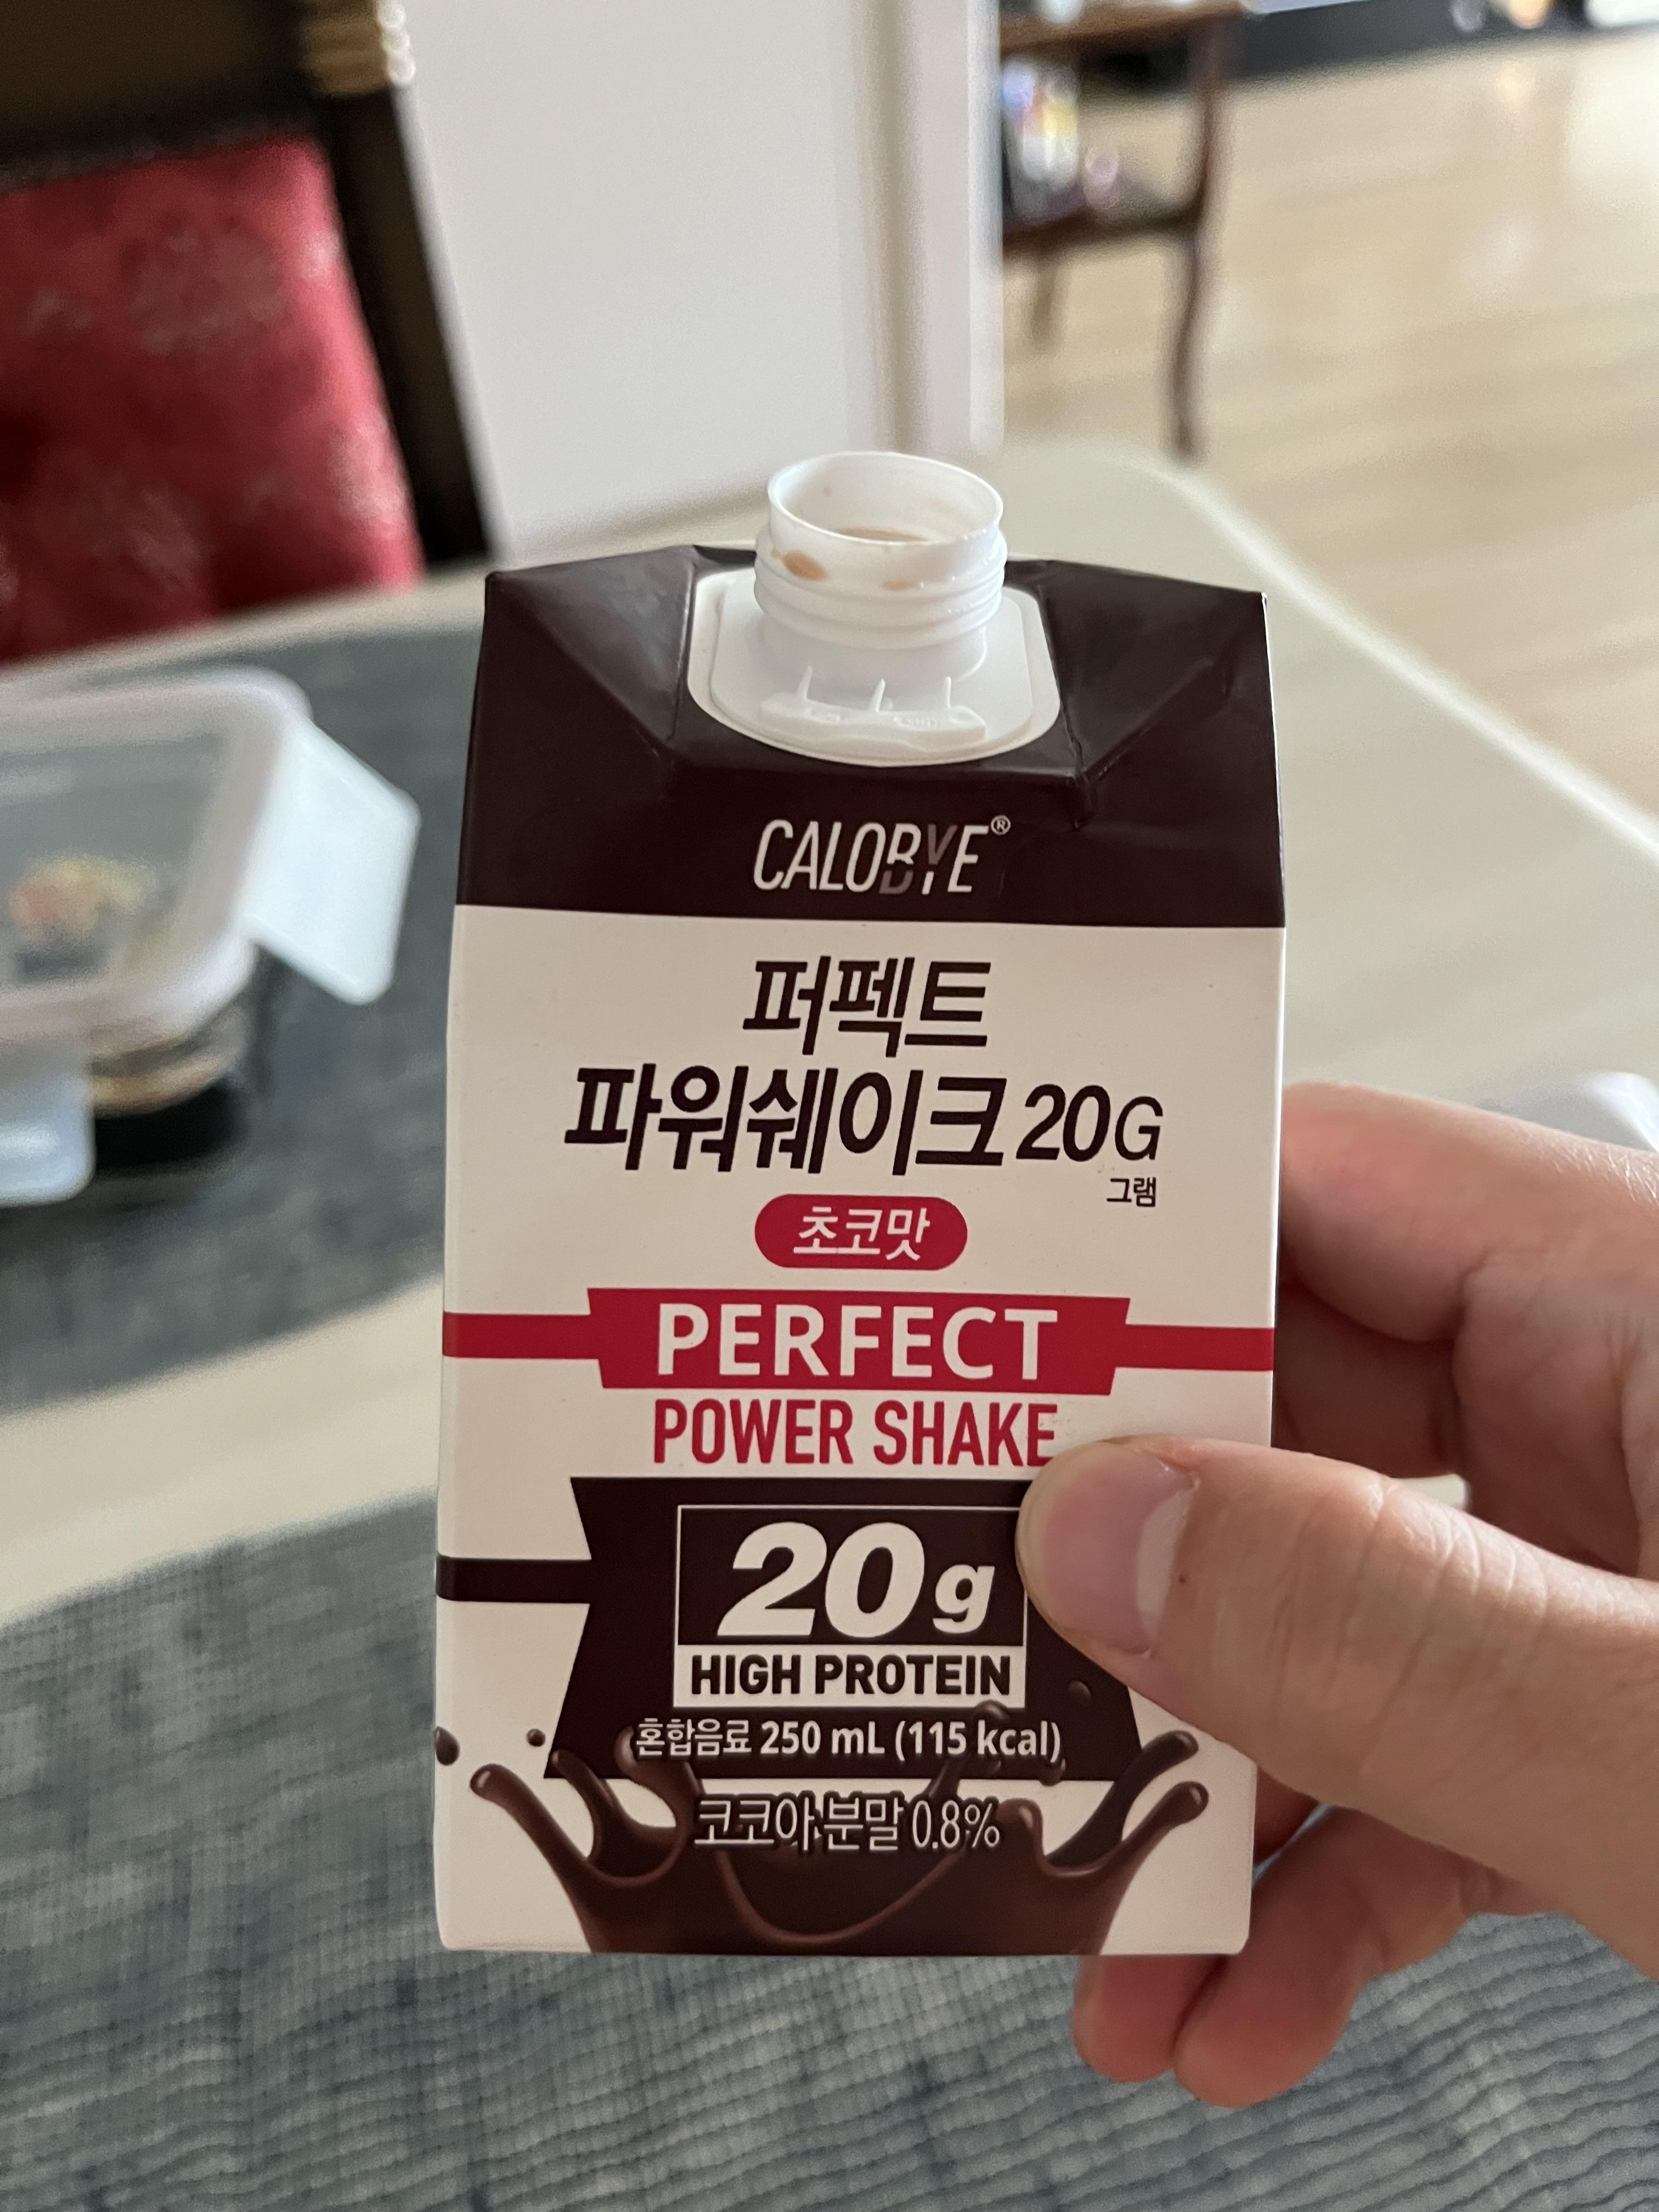 CALOBYE®
퍼펙트
파워쉐이크 20G
그램
초코맛
PERFECT
POWER SHAKE
20g
HIGH PROTEIN
혼합음료 250 mL (115 kcal)
코코아 분말 0.8%